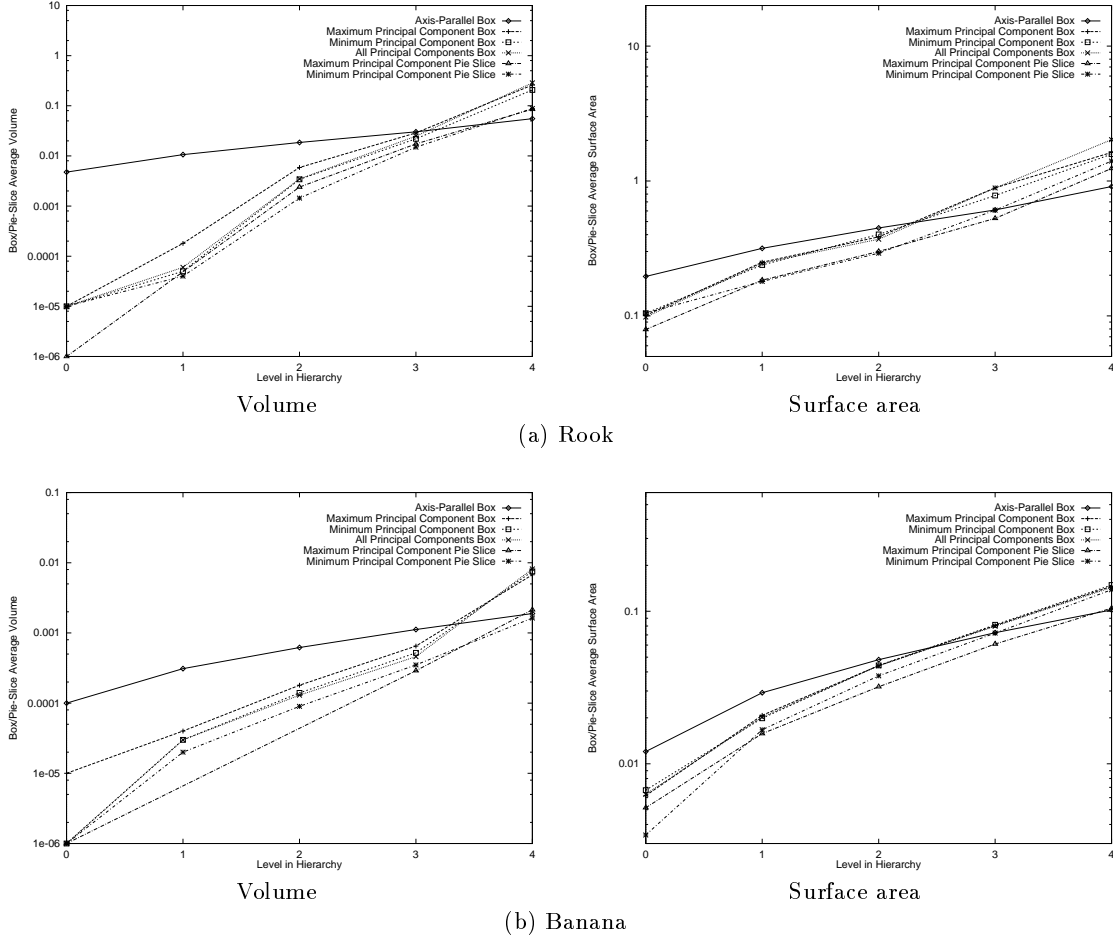 10
1
0.1
0.01
0.001
0.0001
1e-05
1e-06
Box/Pie-Slice Average Volume
Axis-Parallel Box
Maximum Principal Component Box
Minimum Principal Component Box
All Principal Components Box
Maximum Principal Component Pie Slice
Minimum Principal Component Pie Slice
0 1 2 3 4
Level in Hierarchy
Volume
10
1
0.1
Box/Pie-Slice Average Surface Area
Axis-Parallel Box
Maximum Principal Component Box
Minimum Principal Component Box
All Principal Components Box
Maximum Principal Component Pie Slice
Minimum Principal Component Pie Slice
0 1 2 3 4
Level in Hierarchy
Surface area
(a) Rook
0.1
0.01
0.001
0.0001
1e-05
1e-06
Box/Pie-Slice Average Volume
Axis-Parallel Box
Maximum Principal Component Box
Minimum Principal Component Box
All Principal Components Box
Maximum Principal Component Pie Slice
Minimum Principal Component Pie Slice
0 1 2 3 4
Level in Hierarchy
Volume
0.1
0.01
Box/Pie-Slice Average Surface Area
Axis-Parallel Box
Maximum Principal Component Box
Minimum Principal Component Box
All Principal Components Box
Maximum Principal Component Pie Slice
Minimum Principal Component Pie Slice
0 1 2 3 4
Level in Hierarchy
Surface area
(b) Banana